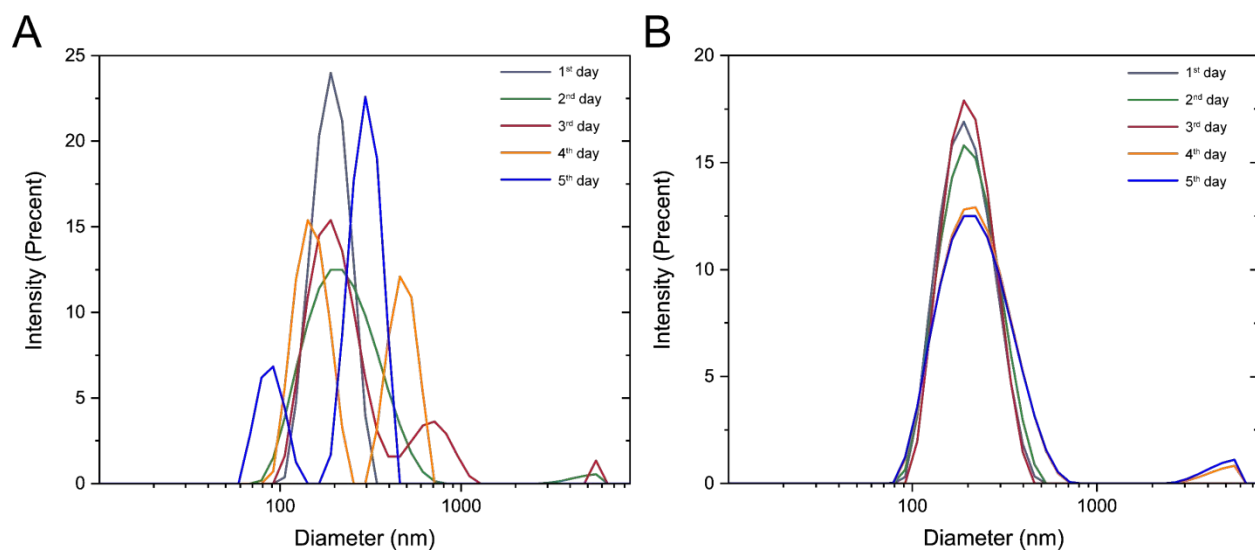 A
B
25
20
15
10
5
0
Intensity (Precent)
1st day
2nd day
3rd day
4th day
5th day
100
1000
Diameter (nm)
20
15
10
5
0
Intensity (Precent)
1st day
2nd day
3rd day
4th day
5th day
100
1000
Diameter (nm)